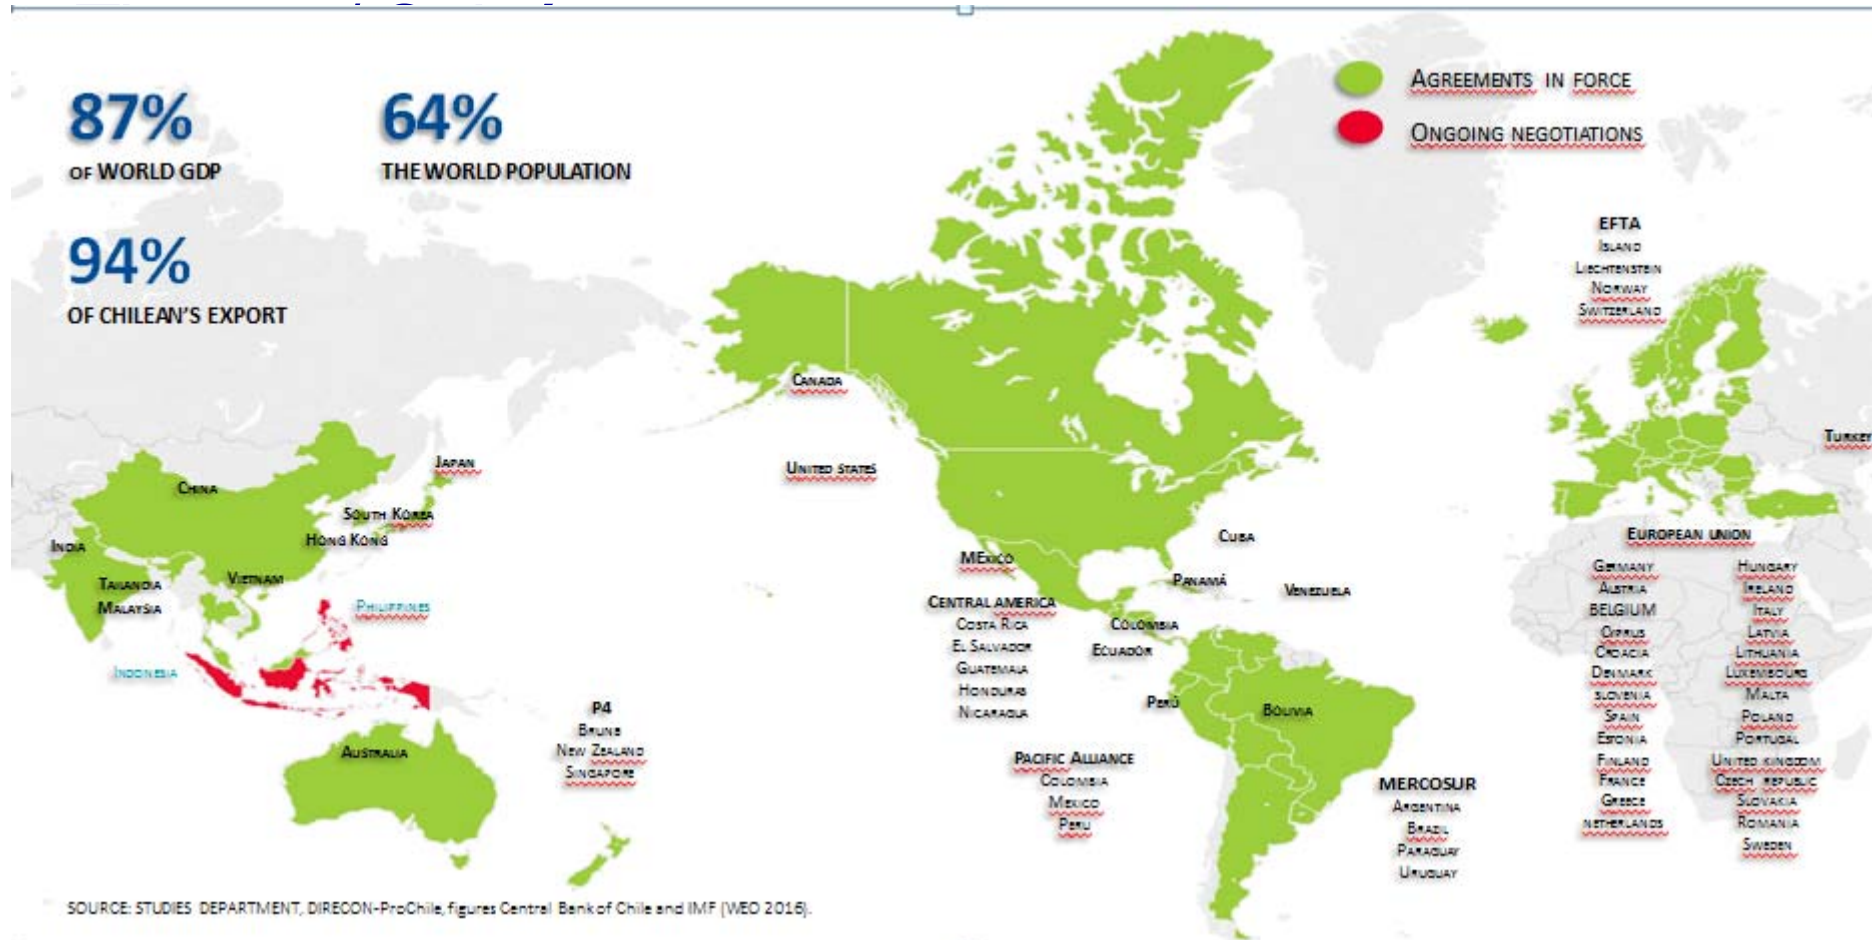 87%
OF WORLD GDP
64%
THE WORLD POPULATION
94%
OF CHILEAN'S EXPORT
AGREEMENTS IN FORCE
ONGOING NEGOTIATIONS
EFTA
ISLAND
LIECHTENSTEIN
NORWAY
SWITZERLAND
CANADA
UNITED STATES
TURKEY
JAPAN
CHINA
SOUTH KOREA
HONG KONG
INDIA
TAILANDIA
VIETNAM
MALAYSIA
PHILIPPINES
INDONESIA
AUSTRALIA
P4
BRUNE
NEW ZEALAND
SINGAPORE
MÉXICO
CUBA
PANAMÁ
VENEZUELA
CENTRAL AMERICA
COSTA RICA
EL SALVADOR
GUATEMALA
HONDURAS
NICARAGUA
COLOMBIA
ECUADOR
PERÚ
BOLIVIA
PACIFIC ALLIANCE
COLOMBIA
MEXICO
PERU
MERCOSUR
ARGENTINA
BRAZIL
PARAGUAY
URUGUAY
EUROPEAN UNION
GERMANY
AUSTRIA
BELGIUM
CIPRUS
CROACIA
DENMARK
SLOVENIA
SPAIN
ESTONIA
FINLAND
FRANCE
GREECE
NETHERLANDS
HUNGARY
IRELAND
ITALY
LATVIA
LITHUANIA
LUXEMBOURG
MALTA
POLAND
PORTUGAL
UNITED KINGDOM
CZECH REPUBLIC
SLOVAKIA
ROMANIA
SWEDEN
SOURCE: STUDIES DEPARTMENT, DIRECON-ProChile, figures Central Bank of Chile and IMF (WEO 2016).